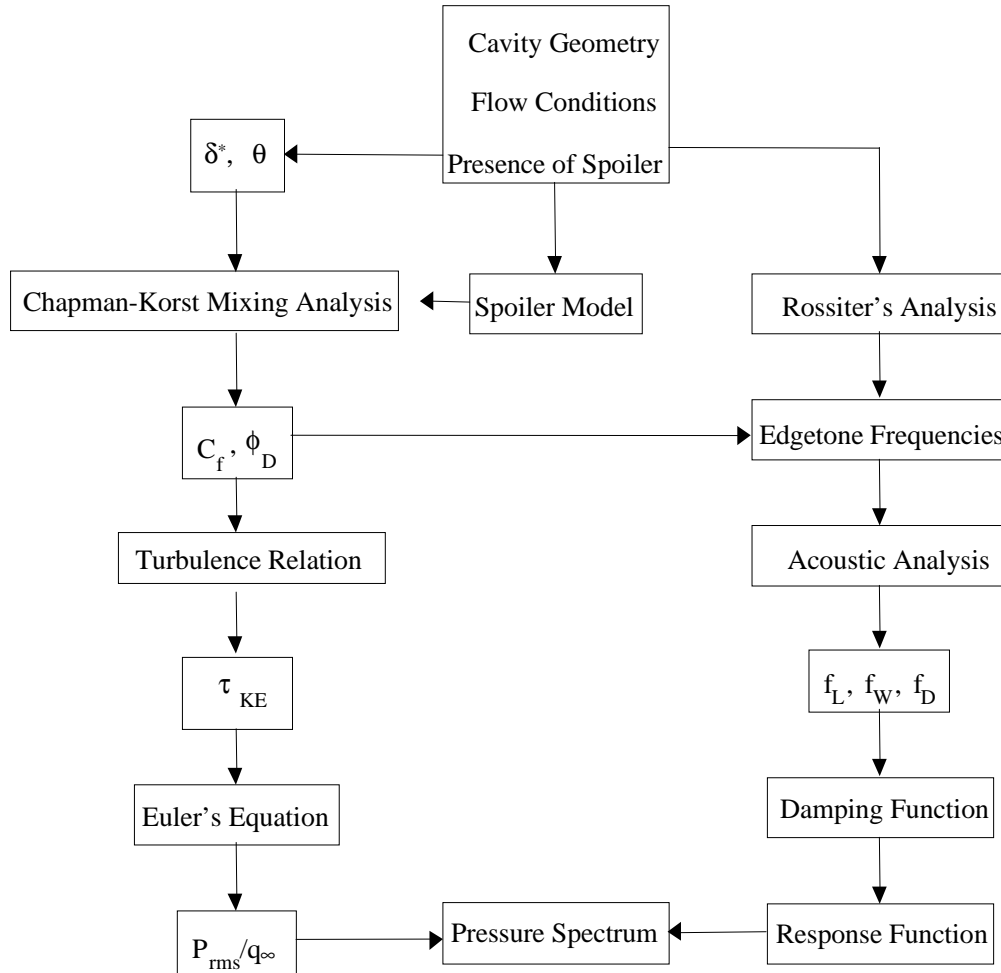 Cavity Geometry
Flow Conditions
Presence of Spoiler
δ*, θ
Chapman-Korst Mixing Analysis
Spoiler Model
Rossiter's Analysis
C_f, ϕ_D
Edgetone Frequencies
Turbulence Relation
Acoustic Analysis
τ_KE
f_L, f_W, f_D
Euler's Equation
Damping Function
P_rms/q_∞
Pressure Spectrum
Response Function